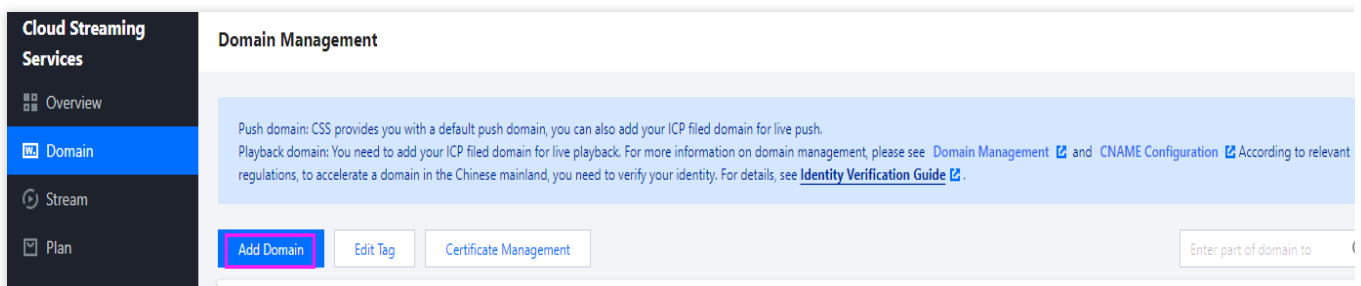 Cloud Streaming
Services
Domain Management
Overview
Push domain: CSS provides you with a default push domain, you can also add your ICP filed domain for live push.
Domain
Playback domain: You need to add your ICP filed domain for live playback. For more information on domain management, please see Domain Management and CNAME Configuration According to relevant
regulations, to accelerate a domain in the Chinese mainland, you need to verify your identity. For details, see Identity Verification Guide .
Stream
Plan
Add Domain Edit Tag Certificate Management Enter part of domain to